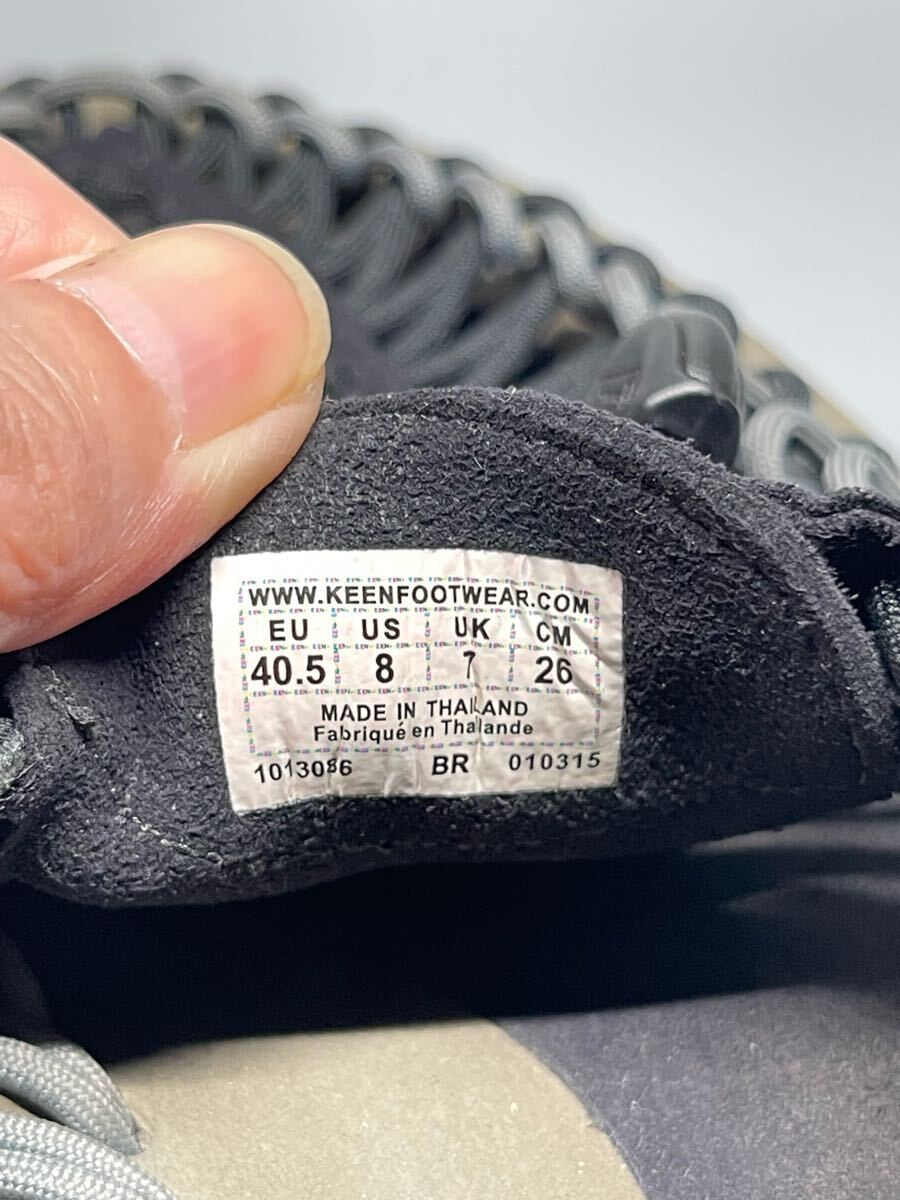 WWW.KEENFOOTWEAR.COM
EU US UK CM
40.5 8 7 26
MADE IN THAILAND
Fabriqué en Thaïlande
1013086 BR 010315